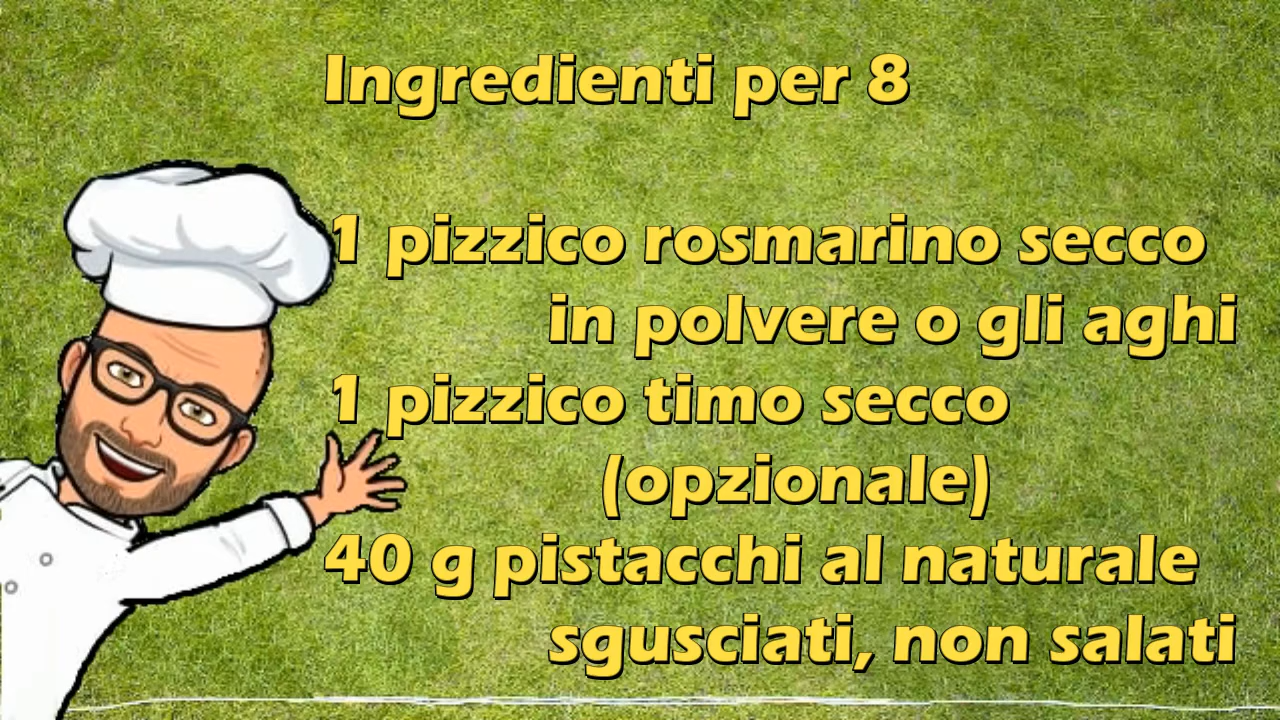 Ingredienti per 8
1 pizzico rosmarino secco
in polvere o gli aghi
1 pizzico timo secco
(opzionale)
40 g pistacchi al naturale
sgusciati, non salati